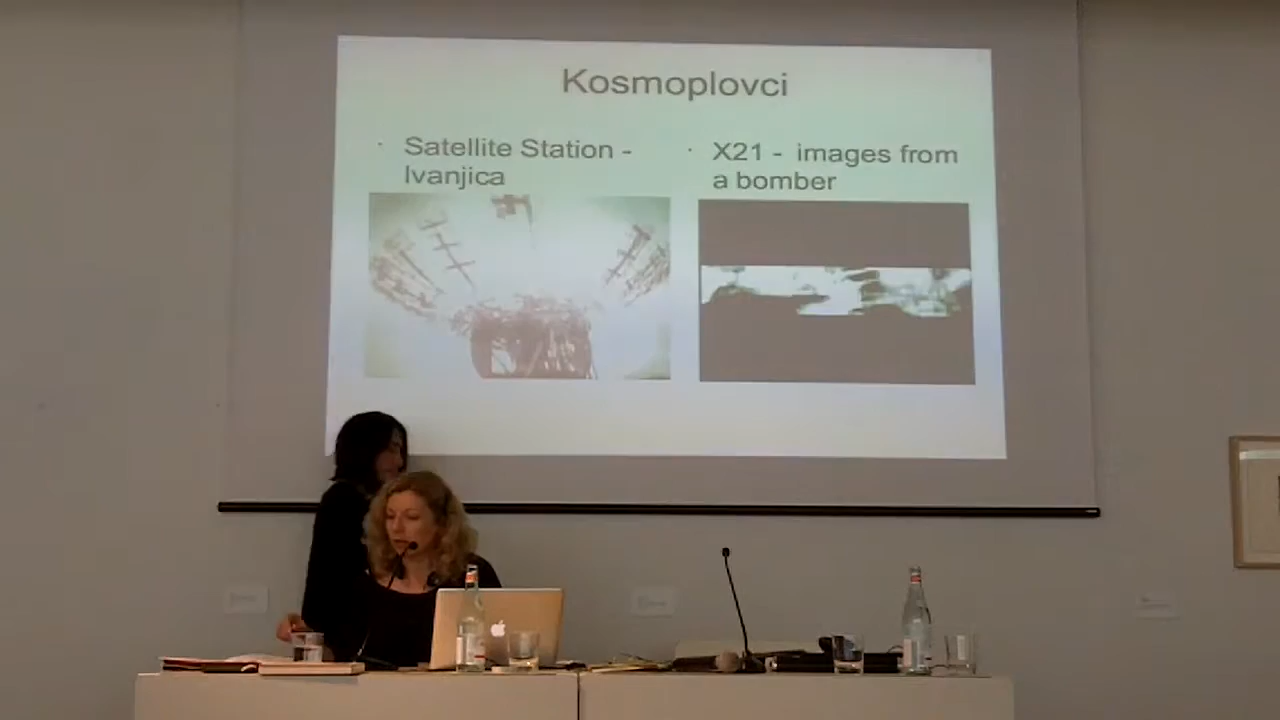 Kosmoplovci
· Satellite Station -
Ivanjica
· X21 - images from
a bomber